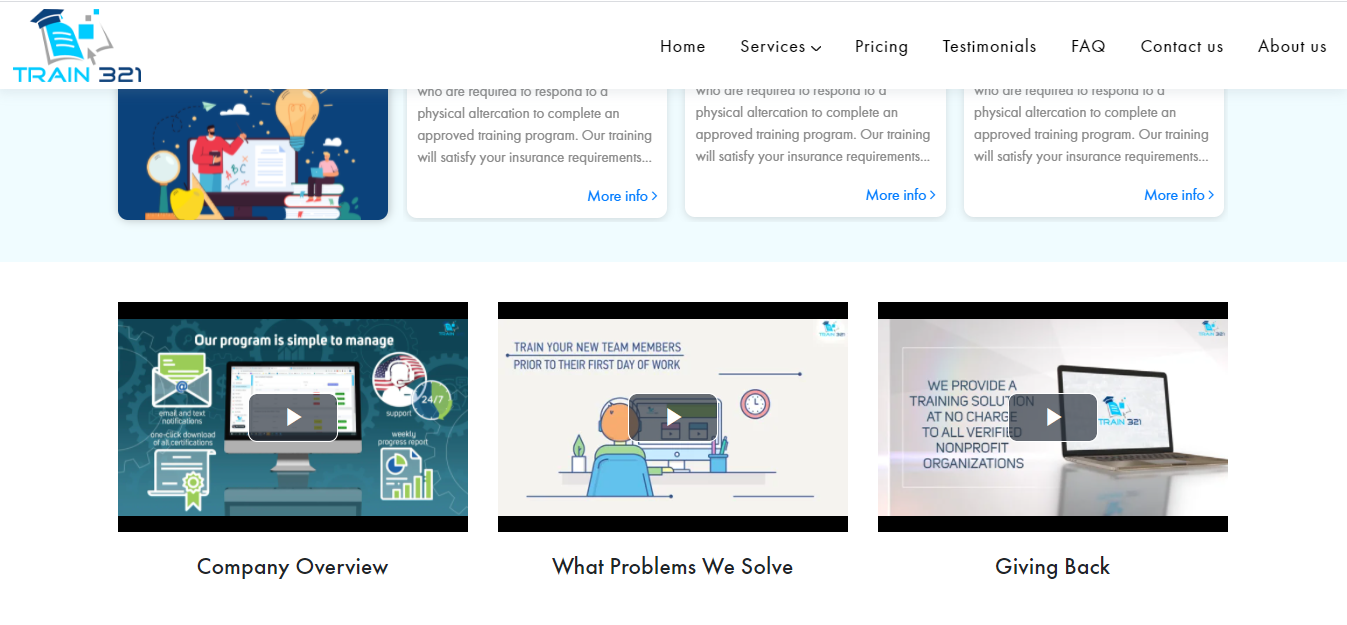 TRAIN 321
Home Services Pricing Testimonials FAQ Contact us About us
who are required to respond to a
physical altercation to complete an
approved training program. Our training
will satisfy your insurance requirements...
More info >
who are required to respond to a
physical altercation to complete an
approved training program. Our training
will satisfy your insurance requirements...
More info >
who are required to respond to a
physical altercation to complete an
approved training program. Our training
will satisfy your insurance requirements...
More info >
ABC
Our program is simple to manage
TRAIN
email and text
notifications
one-click download
of all certifications
support
24/7
weekly
progress report
Company Overview
TRAIN 321
TRAIN YOUR NEW TEAM MEMBERS
PRIOR TO THEIR FIRST DAY OF WORK
What Problems We Solve
TRAIN 321
WE PROVIDE A
TRAINING SOLUTION
AT NO CHARGE
TO ALL VERIFIED
NONPROFIT
ORGANIZATIONS
TRAIN 321
Giving Back